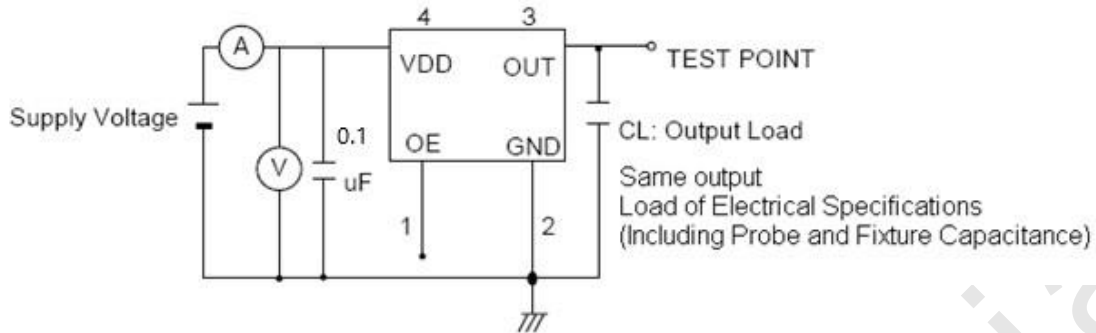 4 3
A
VDD OUT
TEST POINT
Supply Voltage
0.1
uF
V
OE GND
CL: Output Load
1 2
Same output
Load of Electrical Specifications
(Including Probe and Fixture Capacitance)